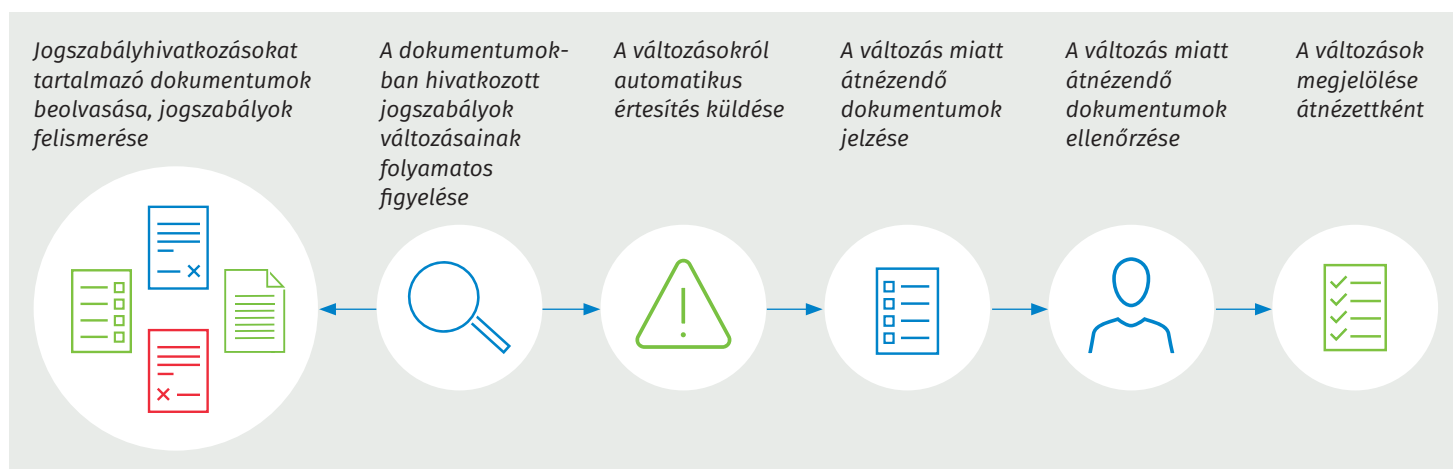 Jogszabályhivatkozásokat
tartalmazó dokumentumok
beolvasása, jogszabályok
felismerése
A dokumentumok-
ban hivatkozott
jogszabályok
változásainak
folyamatos
figyelése
A változásokról
automatikus
értesítés küldése
A változás miatt
átnézendő
dokumentumok
jelzése
A változás miatt
átnézendő
dokumentumok
ellenőrzése
A változások
megjelölése
átnézettként